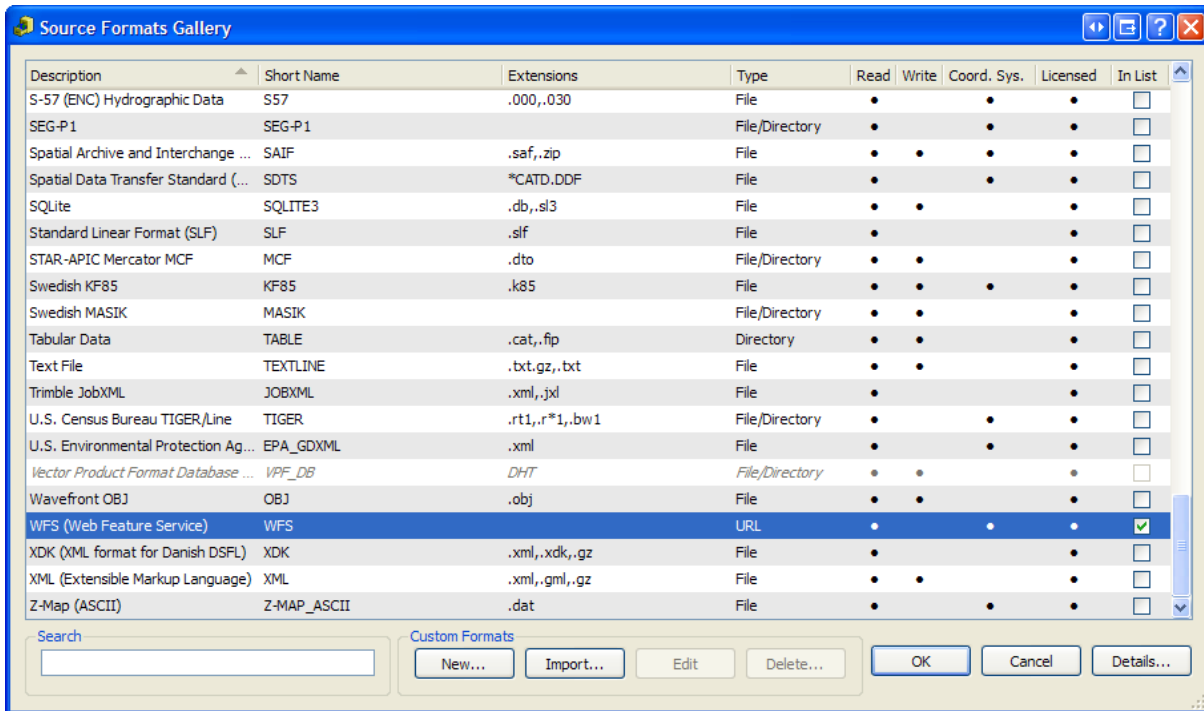 Source Formats Gallery
Description Short Name Extensions Type Read Write Coord. Sys. Licensed In List
S-57 (ENC) Hydrographic Data S57 .000,.030 File
SEG-P1 SEG-P1 File/Directory
Spatial Archive and Interchange ... SAIF .saf,.zip File
Spatial Data Transfer Standard (... SDTS *CATD.DDF File
SQLite SQLITE3 .db,.sl3 File
Standard Linear Format (SLF) SLF .slf File
STAR-APIC Mercator MCF MCF .dto File/Directory
Swedish KF85 KF85 .k85 File
Swedish MASIK MASIK File/Directory
Tabular Data TABLE .cat,.fip Directory
Text File TEXTLINE .txt.gz,.txt File
Trimble JobXML JOBXML .xml,.jxl File
U.S. Census Bureau TIGER/Line TIGER .rt1,.r*1,.bw1 File/Directory
U.S. Environmental Protection Ag... EPA_GDXML .xml File
Vector Product Format Database ... VPF_DB DHT File/Directory
Wavefront OBJ OBJ .obj File
WFS (Web Feature Service) WFS URL
XDK (XML format for Danish DSFL) XDK .xml,.xdk,.gz File
XML (Extensible Markup Language) XML .xml,.gml,.gz File
Z-Map (ASCII) Z-MAP_ASCII .dat File
Search Custom Formats
New... Import... Edit Delete... OK Cancel Details...